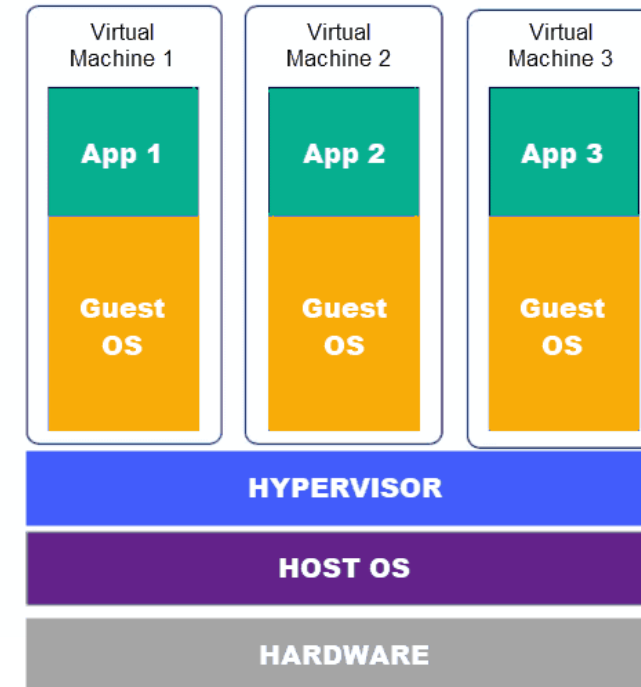 Virtual
Machine 1
Virtual
Machine 2
Virtual
Machine 3
App 1
App 2
App 3
Guest
OS
Guest
OS
Guest
OS
HYPERVISOR
HOST OS
HARDWARE